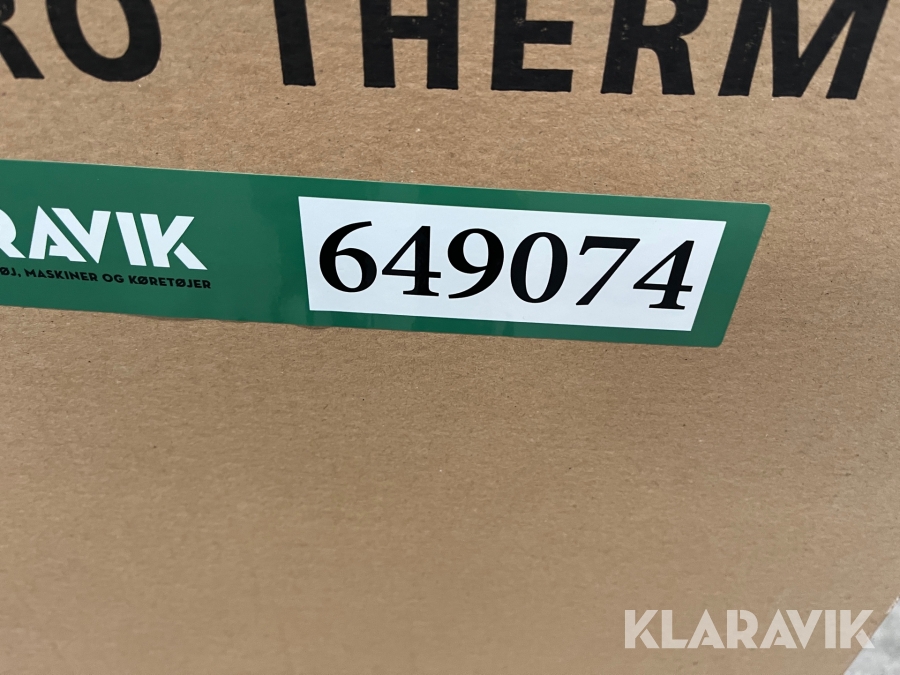 RO THERM
RAVIK
ØJ, MASKINER OG KØRETØJER
649074
KLARAVIK